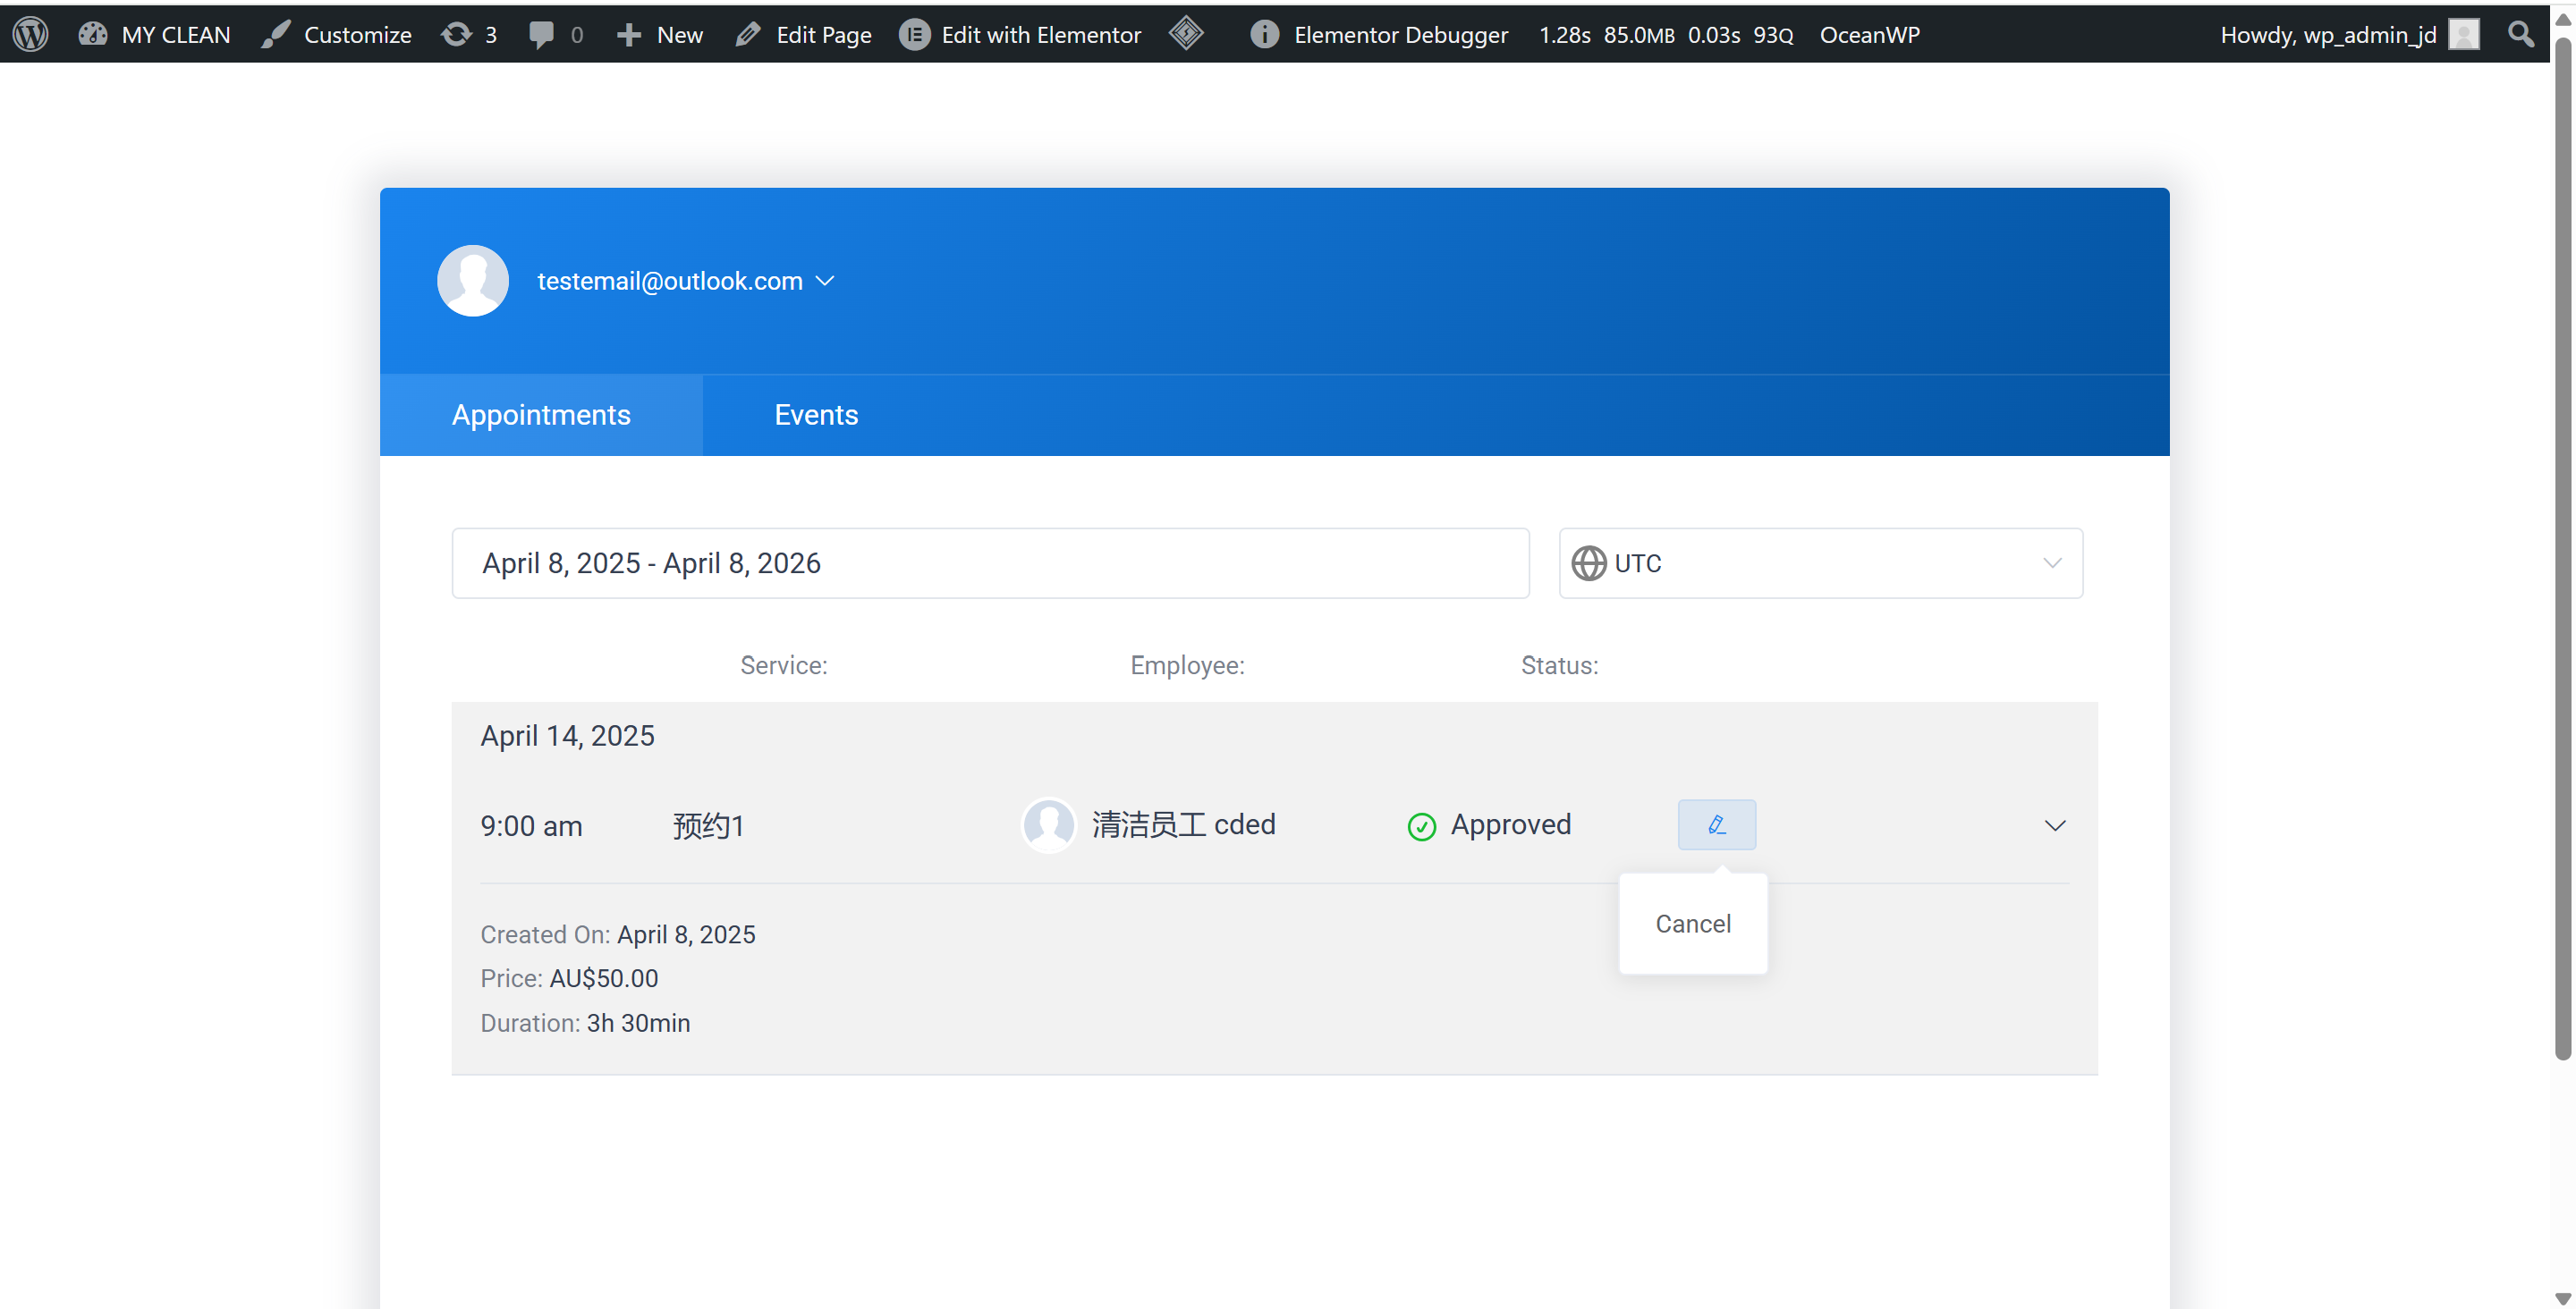 MY CLEAN Customize 3 0 New Edit Page Edit with Elementor Elementor Debugger 1.28s 85.0MB 0.03s 93Q OceanWP Howdy, wp_admin_jd
testemail@outlook.com
Appointments Events
April 8, 2025 - April 8, 2026 UTC
Service: Employee: Status:
April 14, 2025
9:00 am 预约1 清洁员工 cded Approved
Cancel
Created On: April 8, 2025
Price: AU$50.00
Duration: 3h 30min